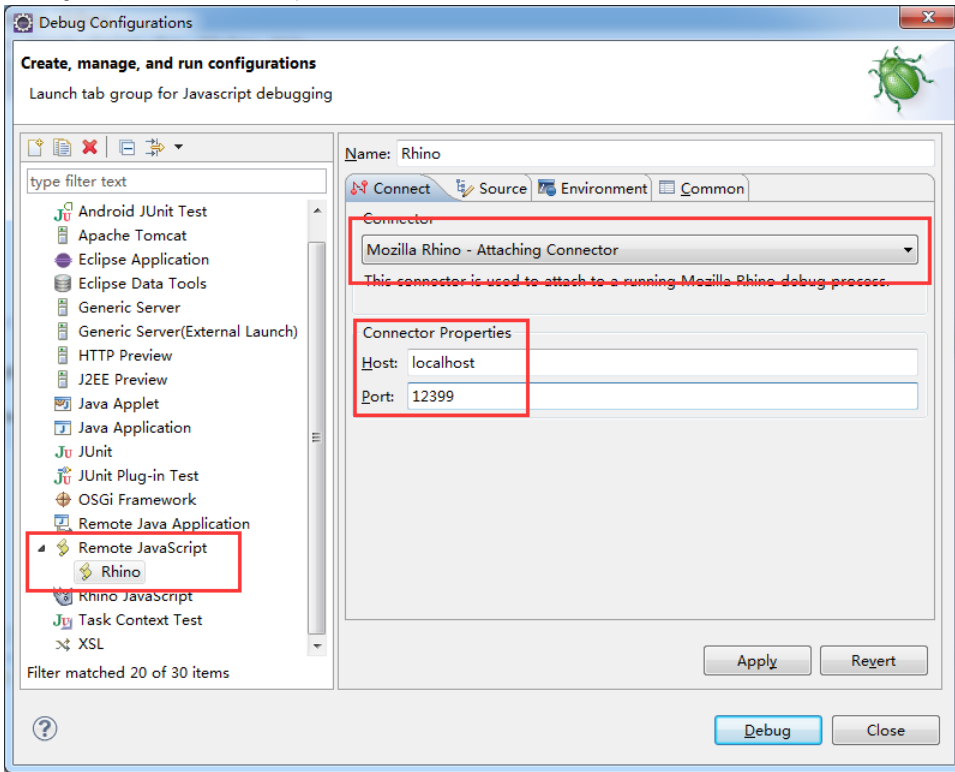 Debug Configurations
Create, manage, and run configurations
Launch tab group for Javascript debugging
type filter text
Android JUnit Test
Apache Tomcat
Eclipse Application
Eclipse Data Tools
Generic Server
Generic Server(External Launch)
HTTP Preview
J2EE Preview
Java Applet
Java Application
JUnit
JUnit Plug-in Test
OSGi Framework
Remote Java Application
Remote JavaScript
Rhino
Rhino JavaScript
Task Context Test
XSL
Filter matched 20 of 30 items
Name: Rhino
Connect Source Environment Common
Connector
Mozilla Rhino - Attaching Connector
This connector is used to attach to a running Mozilla Rhino debug process.
Connector Properties
Host: localhost
Port: 12399
Apply Revert
Debug Close